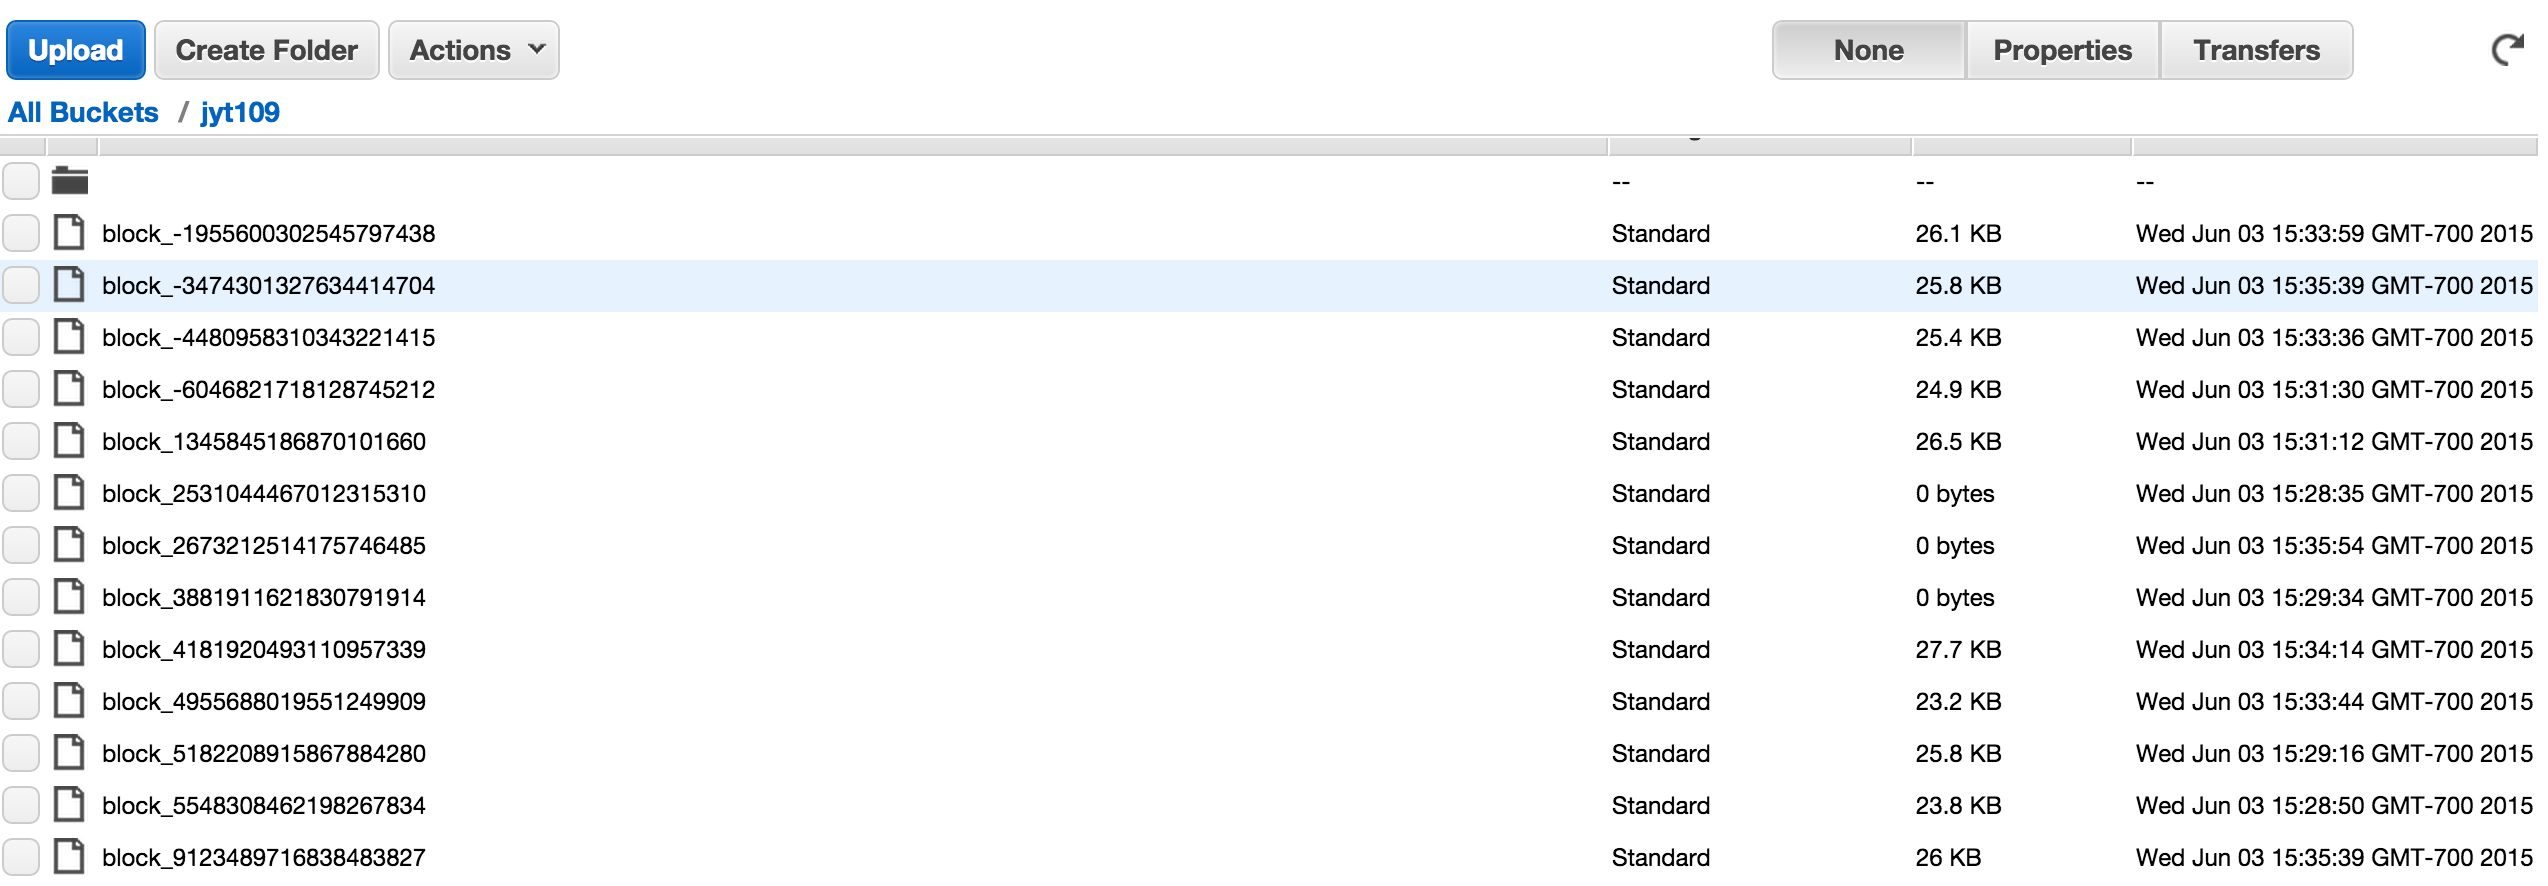 Upload Create Folder Actions None Properties Transfers
All Buckets / jyt109
-- -- --
block_-1955600302545797438 Standard 26.1 KB Wed Jun 03 15:33:59 GMT-700 2015
block_-3474301327634414704 Standard 25.8 KB Wed Jun 03 15:35:39 GMT-700 2015
block_-4480958310343221415 Standard 25.4 KB Wed Jun 03 15:33:36 GMT-700 2015
block_-6046821718128745212 Standard 24.9 KB Wed Jun 03 15:31:30 GMT-700 2015
block_1345845186870101660 Standard 26.5 KB Wed Jun 03 15:31:12 GMT-700 2015
block_2531044467012315310 Standard 0 bytes Wed Jun 03 15:28:35 GMT-700 2015
block_2673212514175746485 Standard 0 bytes Wed Jun 03 15:35:54 GMT-700 2015
block_3881911621830791914 Standard 0 bytes Wed Jun 03 15:29:34 GMT-700 2015
block_4181920493110957339 Standard 27.7 KB Wed Jun 03 15:34:14 GMT-700 2015
block_4955688019551249909 Standard 23.2 KB Wed Jun 03 15:33:44 GMT-700 2015
block_5182208915867884280 Standard 25.8 KB Wed Jun 03 15:29:16 GMT-700 2015
block_5548308462198267834 Standard 23.8 KB Wed Jun 03 15:28:50 GMT-700 2015
block_9123489716838483827 Standard 26 KB Wed Jun 03 15:35:39 GMT-700 2015